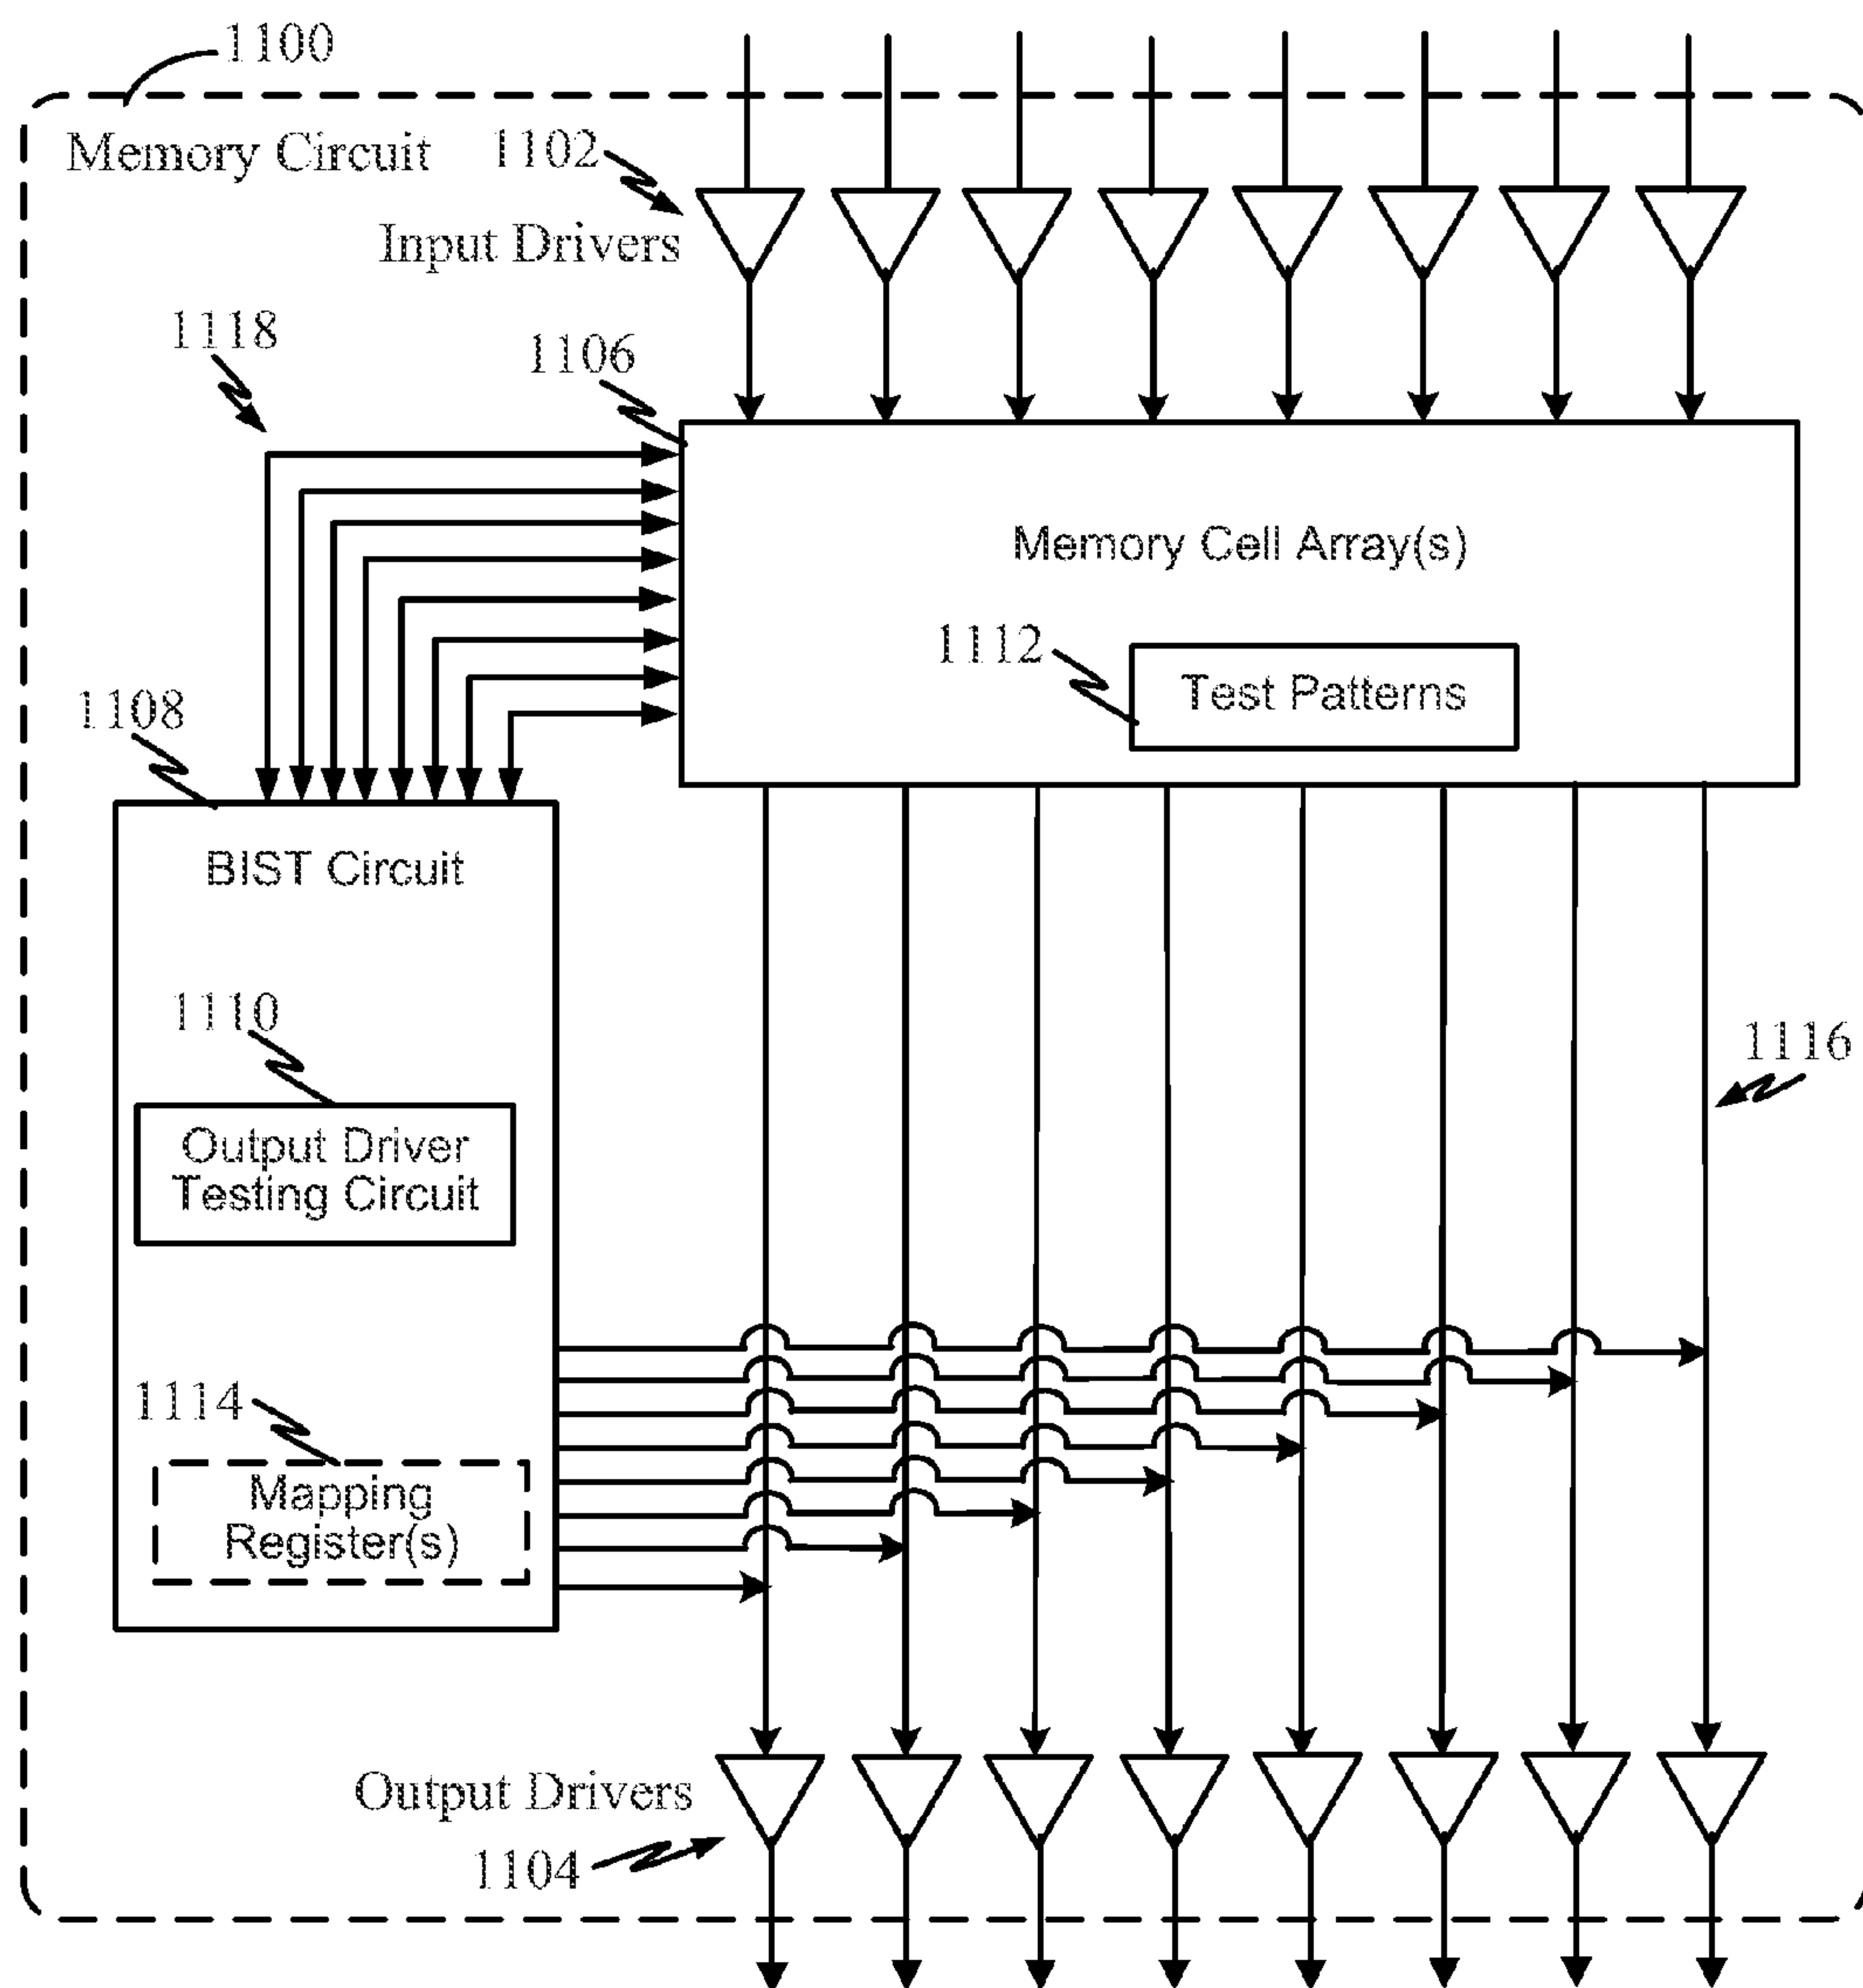 1100
Memory Circuit
1102
Input Drivers
1118
1106
Memory Cell Array(s)
1112
Test Patterns
1108
BIST Circuit
1110
Output Driver
Testing Circuit
1116
1114
Mapping
Register(s)
Output Drivers
1104